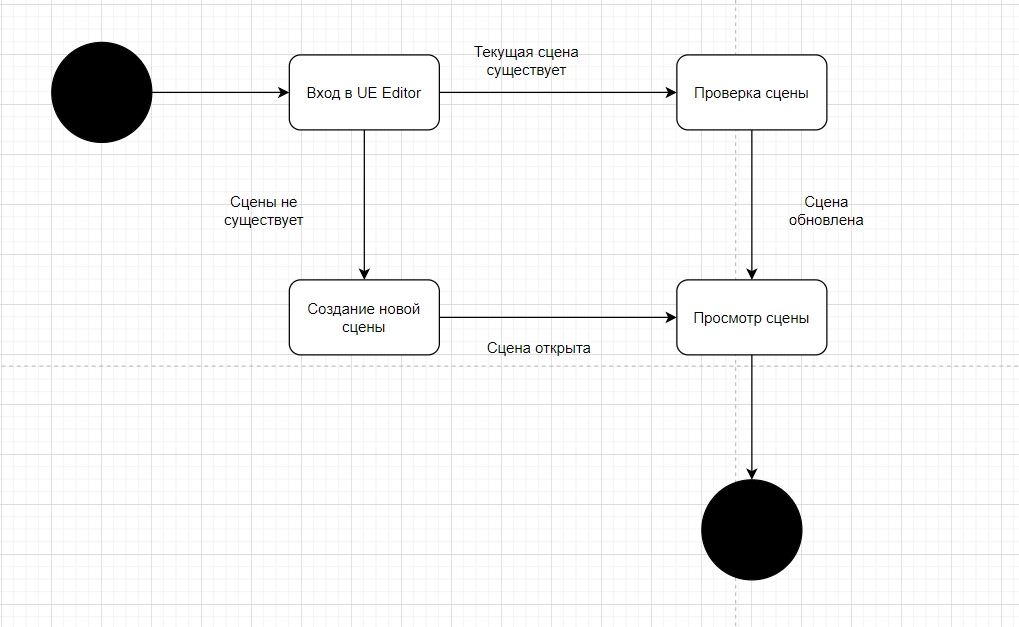 Текущая сцена
существует
Вход в UE Editor
Проверка сцены
Сцены не
существует
Сцена
обновлена
Создание новой
сцены
Просмотр сцены
Сцена открыта